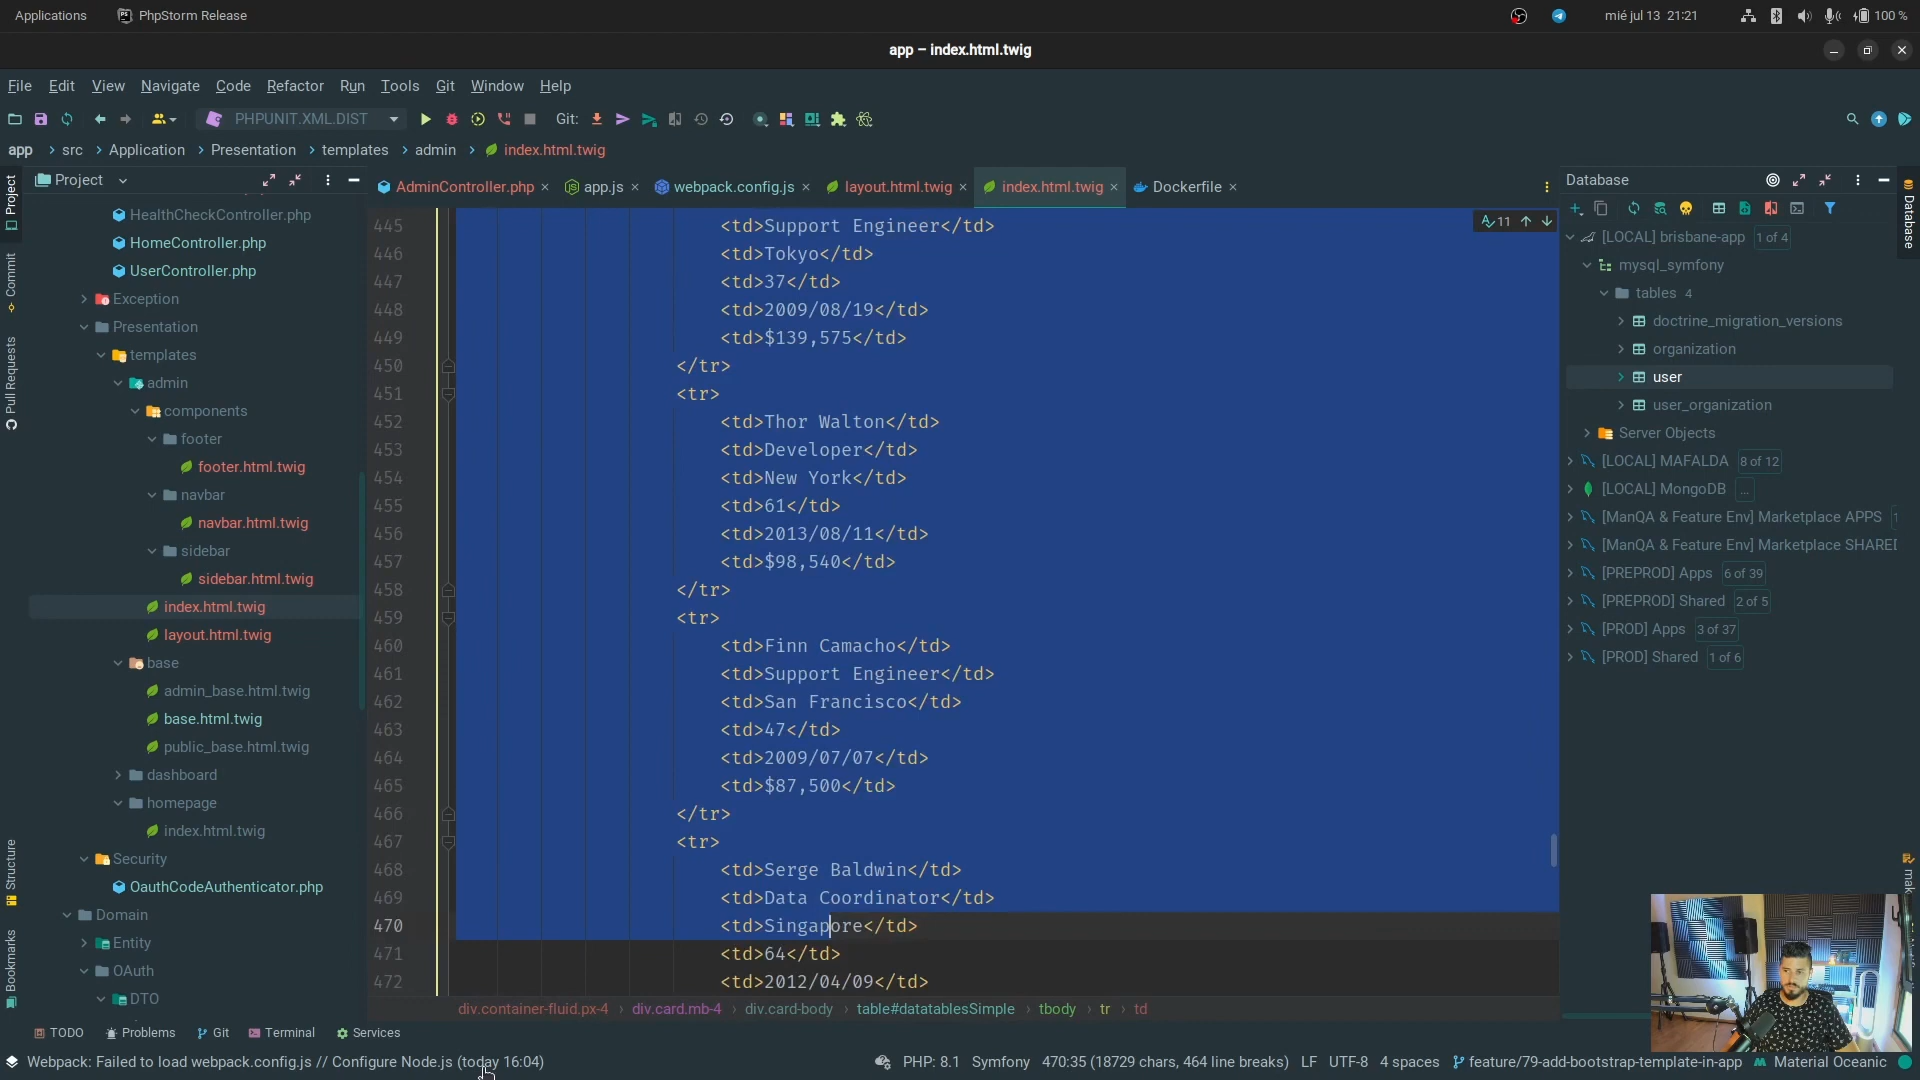 Applications PhpStorm Release mié jul 13 21:21 100 %
app – index.html.twig
File Edit View Navigate Code Refactor Run Tools Git Window Help
PHPUNIT.XML.DIST Git:
app src Application Presentation templates admin index.html.twig
Project
AdminController.php app.js webpack.config.js layout.html.twig index.html.twig Dockerfile
Database
Project
Commit
Pull Requests
Structure
Bookmarks
HealthCheckController.php
HomeController.php
UserController.php
Exception
Presentation
templates
admin
components
footer
footer.html.twig
navbar
navbar.html.twig
sidebar
sidebar.html.twig
index.html.twig
layout.html.twig
base
admin_base.html.twig
base.html.twig
public_base.html.twig
dashboard
homepage
index.html.twig
Security
OauthCodeAuthenticator.php
Domain
Entity
OAuth
DTO
11
445 <td>Support Engineer</td>
446 <td>Tokyo</td>
447 <td>37</td>
448 <td>2009/08/19</td>
449 <td>$139,575</td>
450 </tr>
451 <tr>
452 <td>Thor Walton</td>
453 <td>Developer</td>
454 <td>New York</td>
455 <td>61</td>
456 <td>2013/08/11</td>
457 <td>$98,540</td>
458 </tr>
459 <tr>
460 <td>Finn Camacho</td>
461 <td>Support Engineer</td>
462 <td>San Francisco</td>
463 <td>47</td>
464 <td>2009/07/07</td>
465 <td>$87,500</td>
466 </tr>
467 <tr>
468 <td>Serge Baldwin</td>
469 <td>Data Coordinator</td>
470 <td>Singapore</td>
471 <td>64</td>
472 <td>2012/04/09</td>
div.container-fluid.px-4 div.card.mb-4 div.card-body table#datatablesSimple tbody tr td
[LOCAL] brisbane-app 1 of 4
mysql_symfony
tables 4
doctrine_migration_versions
organization
user
user_organization
Server Objects
[LOCAL] MAFALDA 8 of 12
[LOCAL] MongoDB ...
[ManQA & Feature Env] Marketplace APPS
[ManQA & Feature Env] Marketplace SHARED
[PREPROD] Apps 6 of 39
[PREPROD] Shared 2 of 5
[PROD] Apps 3 of 37
[PROD] Shared 1 of 6
Database
TODO Problems Git Terminal Services
Webpack: Failed to load webpack.config.js // Configure Node.js (today 16:04) PHP: 8.1 Symfony 470:35 (18729 chars, 464 line breaks) LF UTF-8 4 spaces feature/79-add-bootstrap-template-in-app Material Oceanic